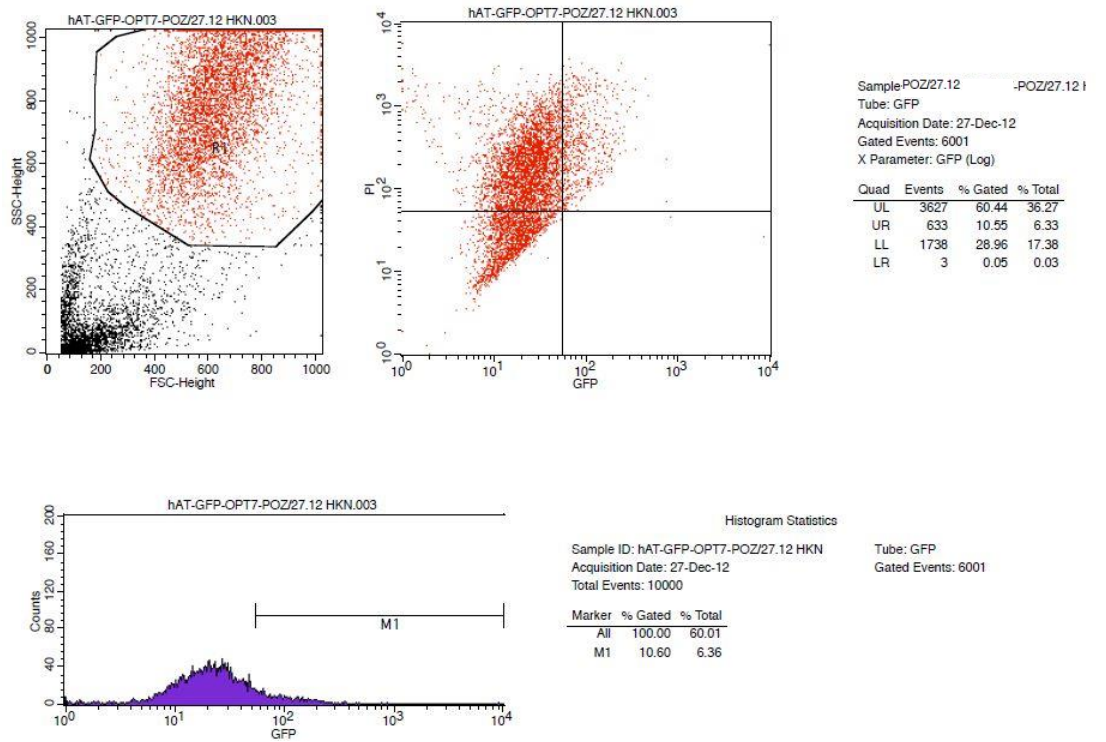 hAT-GFP-OPT7-POZ/27.12 HKN.003
1000
800
600
400
200
0
SSC-Height
R1
0 200 400 600 800 1000
FSC-Height
hAT-GFP-OPT7-POZ/27.12 HKN.003
10^4
10^3
10^2
10^1
10^0
PI
10^0 10^1 10^2 10^3 10^4
GFP
Sample POZ/27.12 -POZ/27.12 H
Tube: GFP
Acquisition Date: 27-Dec-12
Gated Events: 6001
X Parameter: GFP (Log)
Quad Events % Gated % Total
UL 3627 60.44 36.27
UR 633 10.55 6.33
LL 1738 28.96 17.38
LR 3 0.05 0.03
hAT-GFP-OPT7-POZ/27.12 HKN.003
200
160
120
80
40
0
Counts
M1
10^0 10^1 10^2 10^3 10^4
GFP
Histogram Statistics
Sample ID: hAT-GFP-OPT7-POZ/27.12 HKN Tube: GFP
Acquisition Date: 27-Dec-12 Gated Events: 6001
Total Events: 10000
Marker % Gated % Total
All 100.00 60.01
M1 10.60 6.36